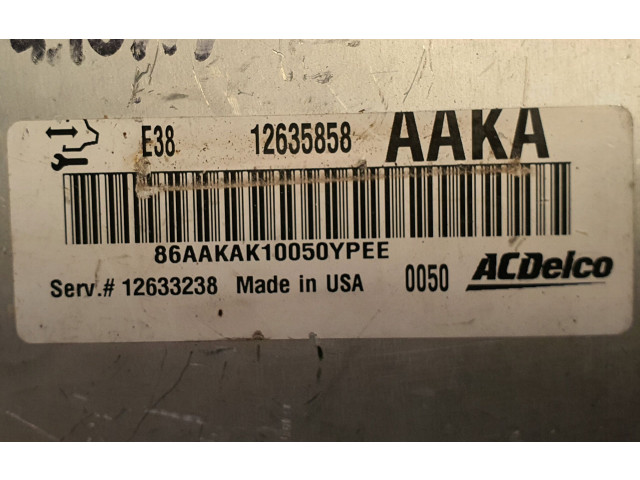 E38 12635858 AAKA
86AAKAK10050YPEE
Serv.# 12633238 Made in USA 0050 ACDelco